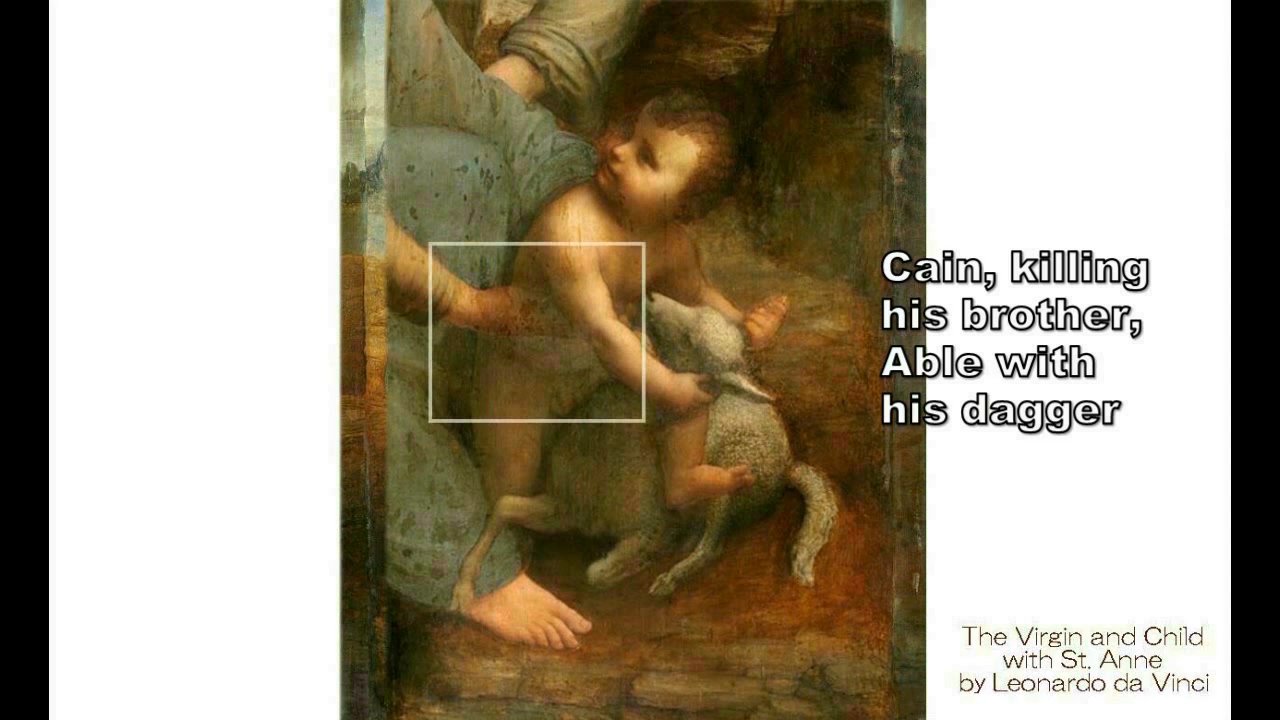 Cain, killing
his brother,
Able with
his dagger
The Virgin and Child
with St. Anne
by Leonardo da Vinci